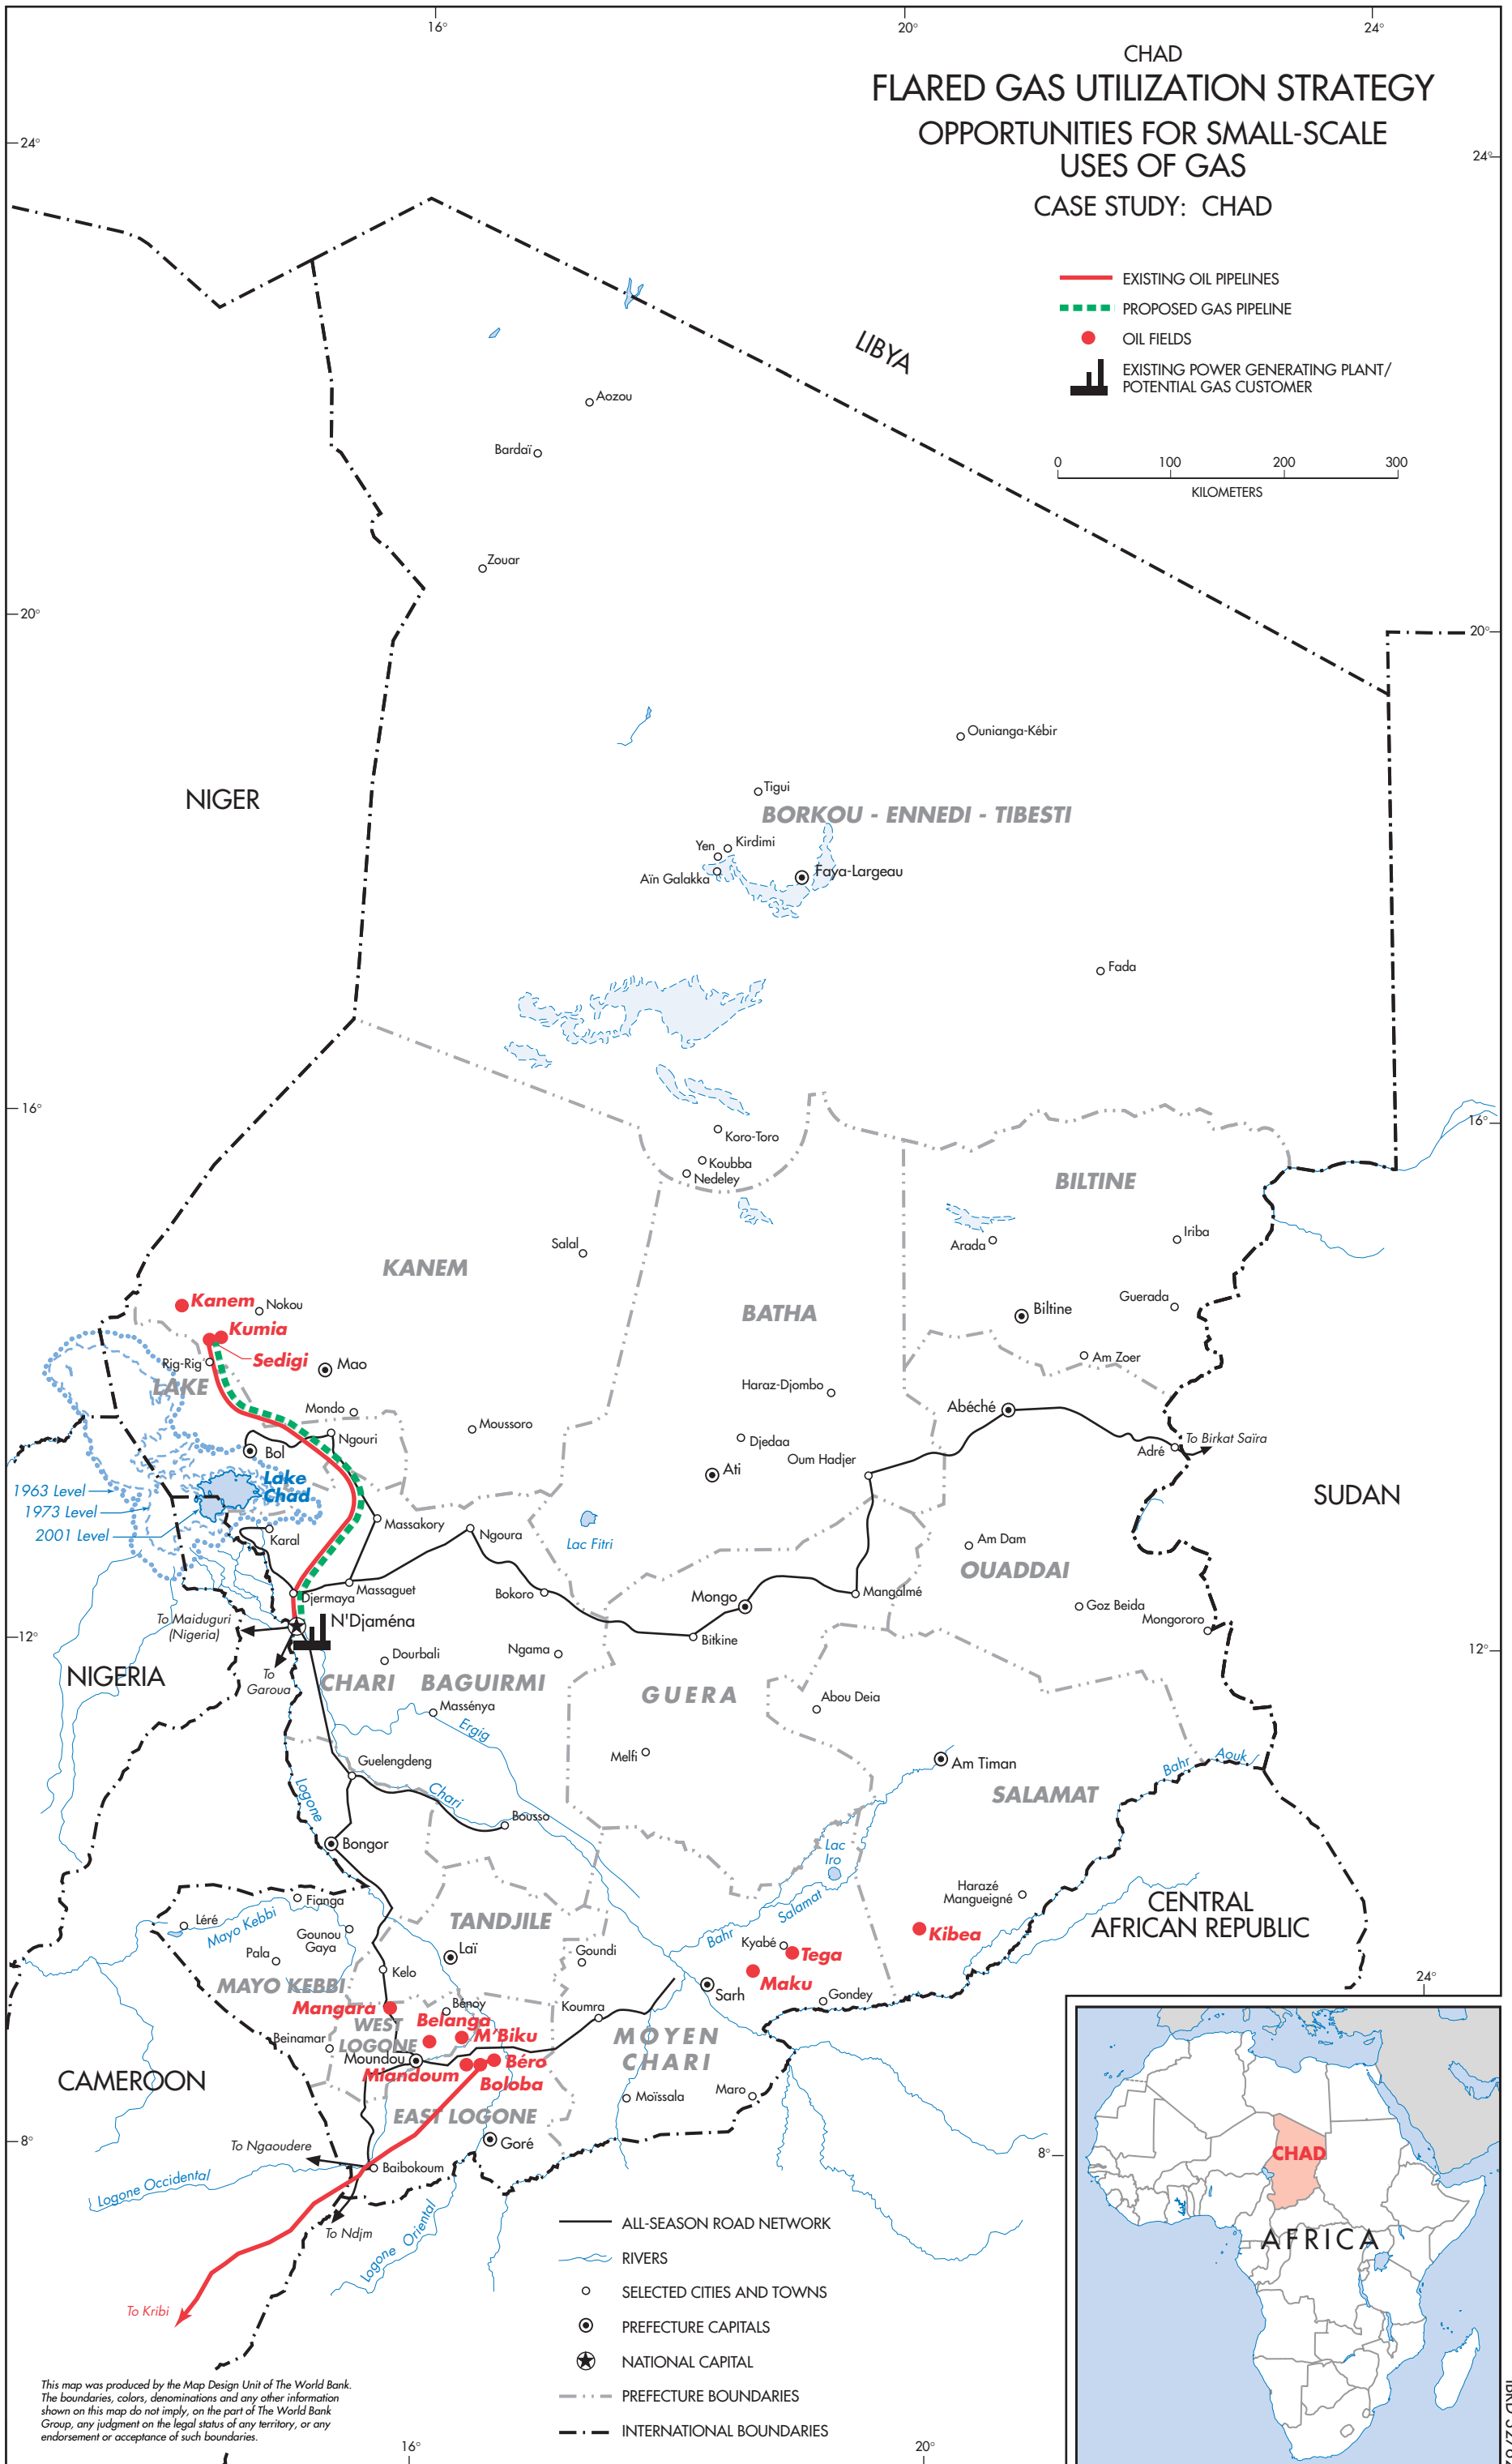 16°
20°
24°
CHAD
FLARED GAS UTILIZATION STRATEGY
OPPORTUNITIES FOR SMALL-SCALE
USES OF GAS
CASE STUDY: CHAD
24°
24°
EXISTING OIL PIPELINES
PROPOSED GAS PIPELINE
OIL FIELDS
EXISTING POWER GENERATING PLANT/
POTENTIAL GAS CUSTOMER
0
100
200
300
KILOMETERS
LIBYA
Aozou
Bardaï
Zouar
20°
20°
Ounianga-Kébir
NIGER
Tigui
BORKOU - ENNEDI - TIBESTI
Yen
Kirdimi
Aïn Galakka
Faya-Largeau
Fada
16°
16°
Koro-Toro
Koubba
Nedeley
BILTINE
Salal
Arada
Iriba
KANEM
Kanem
Nokou
BATHA
Biltine
Guerada
Kumia
Sedigi
Rig-Rig
Mao
Am Zoer
LAKE
Haraz-Djombo
Mondo
Abéché
Moussoro
Ngouri
Djedaa
To Birkat Saïra
Adré
Bol
Oum Hadjer
Ati
Lake
Chad
1963 Level
1973 Level
2001 Level
SUDAN
Massakory
Ngoura
Karal
Lac Fitri
Am Dam
OUADDAI
Djermaya
Massaguet
Bokoro
Mongo
Mangalmé
Goz Beida
Mongororo
To Maiduguri
(Nigeria)
N'Djaména
12°
12°
Bitkine
Dourbali
Ngama
To
Garoua
NIGERIA
CHARI BAGUIRMI
GUERA
Abou Deia
Massénya
Ergig
Melfi
Am Timan
Guelengdeng
Bahr Aouk
Logone
Chari
SALAMAT
Bousso
Bongor
Lac
Iro
Harazé
Mangueigné
CENTRAL
AFRICAN REPUBLIC
Fianga
Léré
Mayo Kebbi
Gounou
Gaya
TANDJILE
Bahr Salamat
Kibea
Pala
Laï
Goundi
Kyabé
Tega
Kelo
Maku
MAYO KEBBI
Sarh
Gondey
24°
Mangara
Bénoy
Koumra
Belanga
WEST
LOGONE
M'Biku
MOYEN
CHARI
Beinamar
Moundou
Béro
Miandoum
Boloba
CAMEROON
Moïssala
Maro
EAST LOGONE
Goré
8°
8°
To Ngaoudere
Baibokoum
Logone Occidental
CHAD
To Ndjm
Logone Oriental
AFRICA
To Kribi
ALL-SEASON ROAD NETWORK
RIVERS
SELECTED CITIES AND TOWNS
PREFECTURE CAPITALS
NATIONAL CAPITAL
PREFECTURE BOUNDARIES
INTERNATIONAL BOUNDARIES
This map was produced by the Map Design Unit of The World Bank.
The boundaries, colors, denominations and any other information
shown on this map do not imply, on the part of The World Bank
Group, any judgment on the legal status of any territory, or any
endorsement or acceptance of such boundaries.
16°
20°